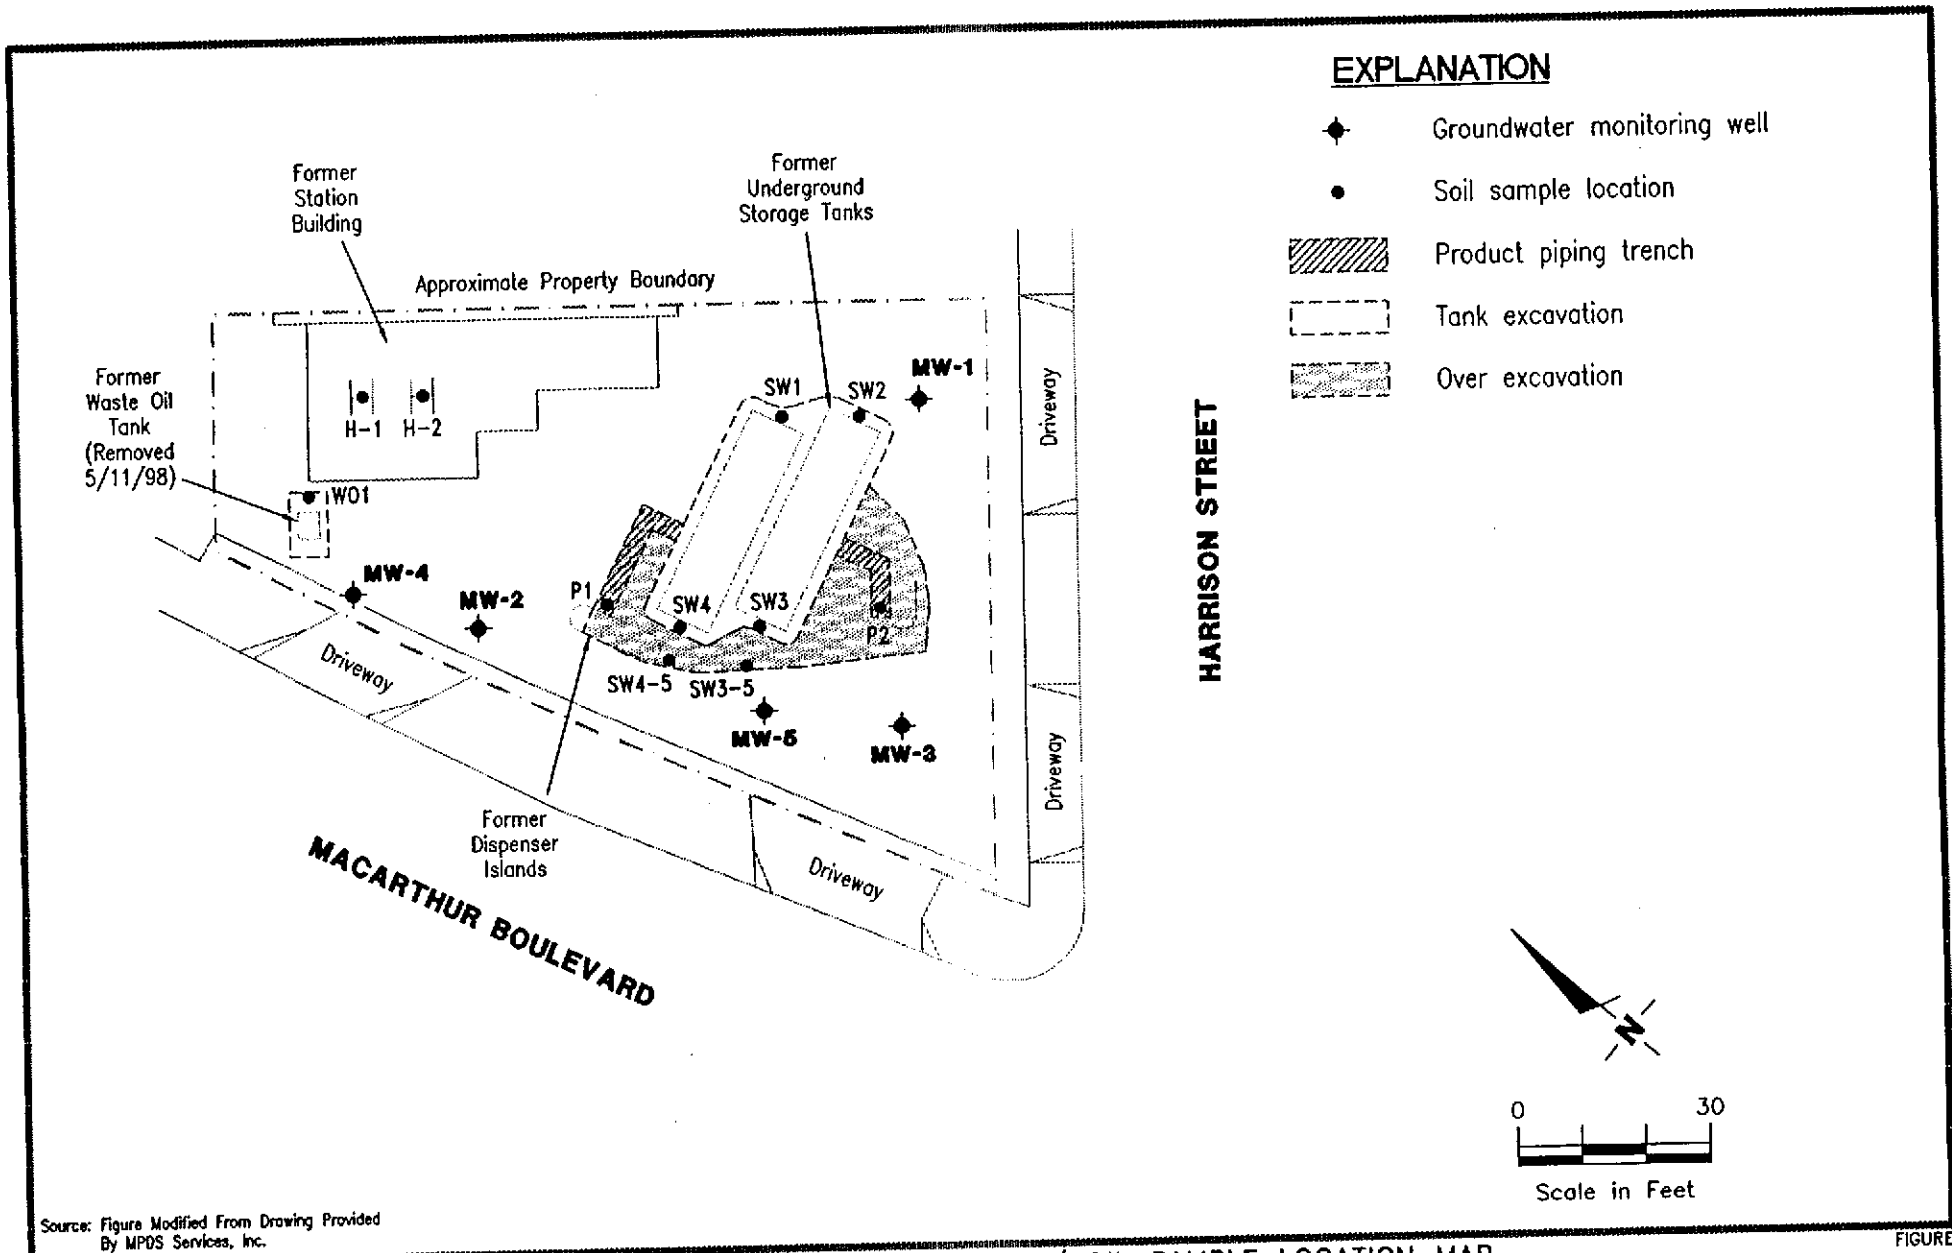 EXPLANATION
Groundwater monitoring well
Soil sample location
Product piping trench
Tank excavation
Over excavation
Former
Station
Building
Former
Underground
Storage Tanks
Approximate Property Boundary
Former
Waste Oil
Tank
(Removed
5/11/98)
H-1
H-2
WO1
SW1
SW2
MW-1
MW-4
MW-2
P1
SW4
SW3
P2
SW4-5
SW3-5
MW-5
MW-3
Driveway
Driveway
Driveway
Driveway
HARRISON STREET
Former
Dispenser
Islands
MACARTHUR BOULEVARD
N
0 30
Scale in Feet
Source: Figure Modified From Drawing Provided
By MPDS Services, Inc.
SAMPLE LOCATION MAP
FIGURE